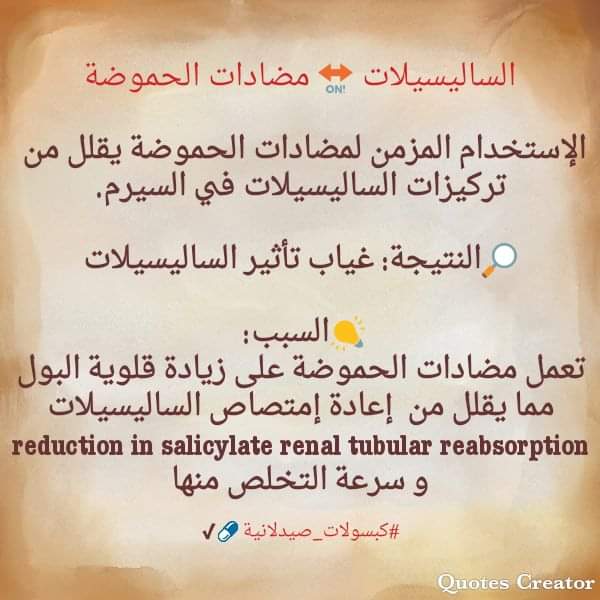 الساليسيلات ON! مضادات الحموضة
الإستخدام المزمن لمضادات الحموضة يقلل من
تركيزات الساليسيلات في السيرم.
🔎النتيجة: غياب تأثير الساليسيلات
💡السبب:
تعمل مضادات الحموضة على زيادة قلوية البول
مما يقلل من إعادة إمتصاص الساليسيلات
reduction in salicylate renal tubular reabsorption
و سرعة التخلص منها
#كبسولات_صيدلانية 💊✔
Quotes Creator